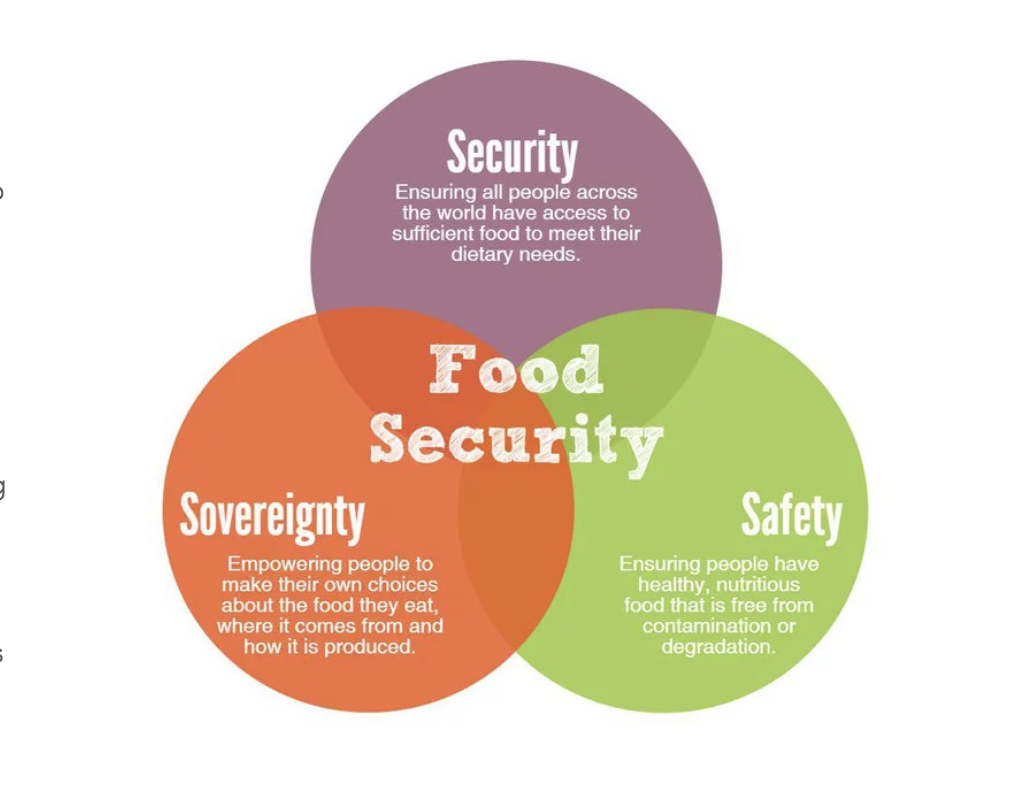 Security
Ensuring all people across
the world have access to
sufficient food to meet their
dietary needs.
Food
Security
Sovereignty
Empowering people to
make their own choices
about the food they eat,
where it comes from and
how it is produced.
Safety
Ensuring people have
healthy, nutritious
food that is free from
contamination or
degradation.